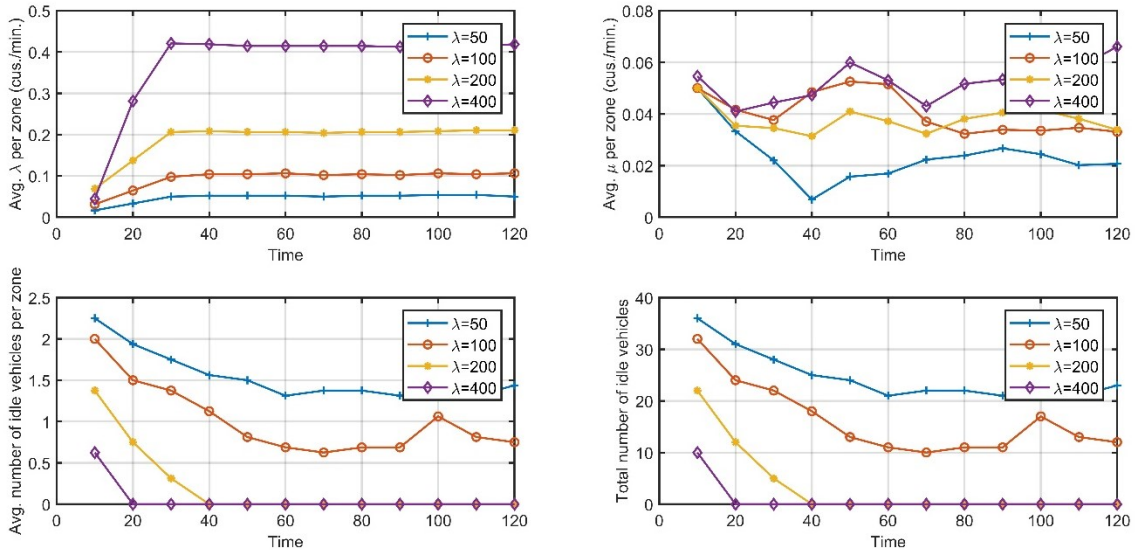 Avg. λ per zone (cus./min.)
0.5
0.4
0.3
0.2
0.1
0
0 20 40 60 80 100 120
Time
λ=50
λ=100
λ=200
λ=400
Avg. μ per zone (cus./min.)
0.08
0.06
0.04
0.02
0
0 20 40 60 80 100 120
Time
λ=50
λ=100
λ=200
λ=400
Avg. number of idle vehicles per zone
2.5
2
1.5
1
0.5
0
0 20 40 60 80 100 120
Time
λ=50
λ=100
λ=200
λ=400
Total number of idle vehicles
40
30
20
10
0
0 20 40 60 80 100 120
Time
λ=50
λ=100
λ=200
λ=400